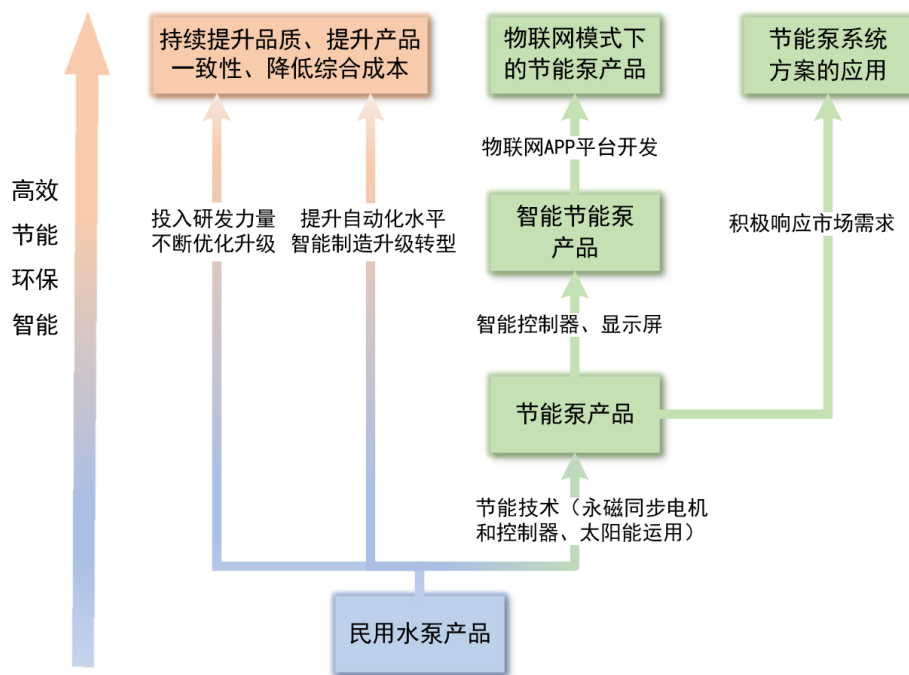 持续提升品质、提升产品
一致性、降低综合成本
物联网模式下
的节能泵产品
节能泵系统
方案的应用
物联网APP平台开发
高效
节能
环保
智能
投入研发力量
不断优化升级
提升自动化水平
智能制造升级转型
智能节能泵
产品
积极响应市场需求
智能控制器、显示屏
节能泵产品
节能技术（永磁同步电机
和控制器、太阳能运用）
民用水泵产品